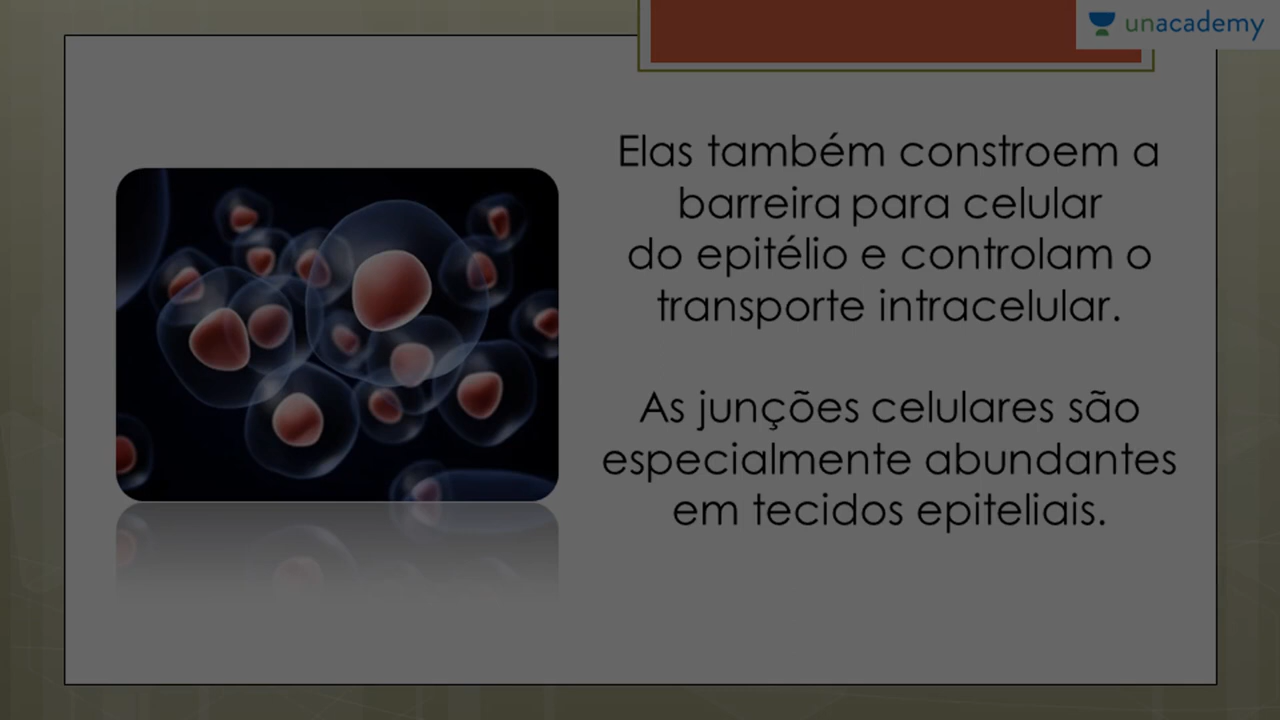 unacademy
Elas também constroem a
barreira para celular
do epitélio e controlam o
transporte intracelular.
As junções celulares são
especialmente abundantes
em tecidos epiteliais.